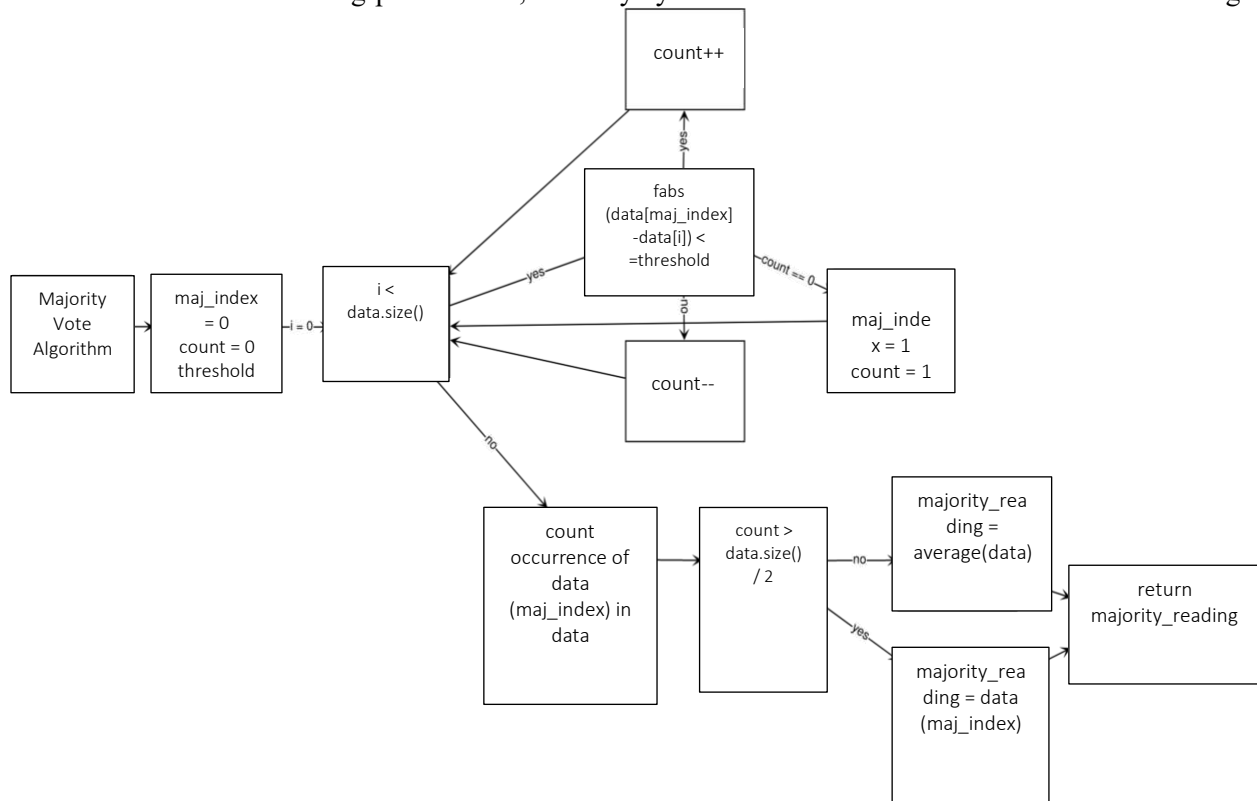 count++
yes
fabs
(data[maj_index]
-data[i]) <
=threshold
count == 0
yes
i <
data.size()
Majority
Vote
Algorithm
maj_index
= 0
count = 0
threshold
i = 0
no
maj_inde
x = 1
count = 1
count--
no
count
occurrence of
data
(maj_index) in
data
count >
data.size()
/ 2
no
yes
majority_rea
ding =
average(data)
return
majority_reading
majority_rea
ding = data
(maj_index)